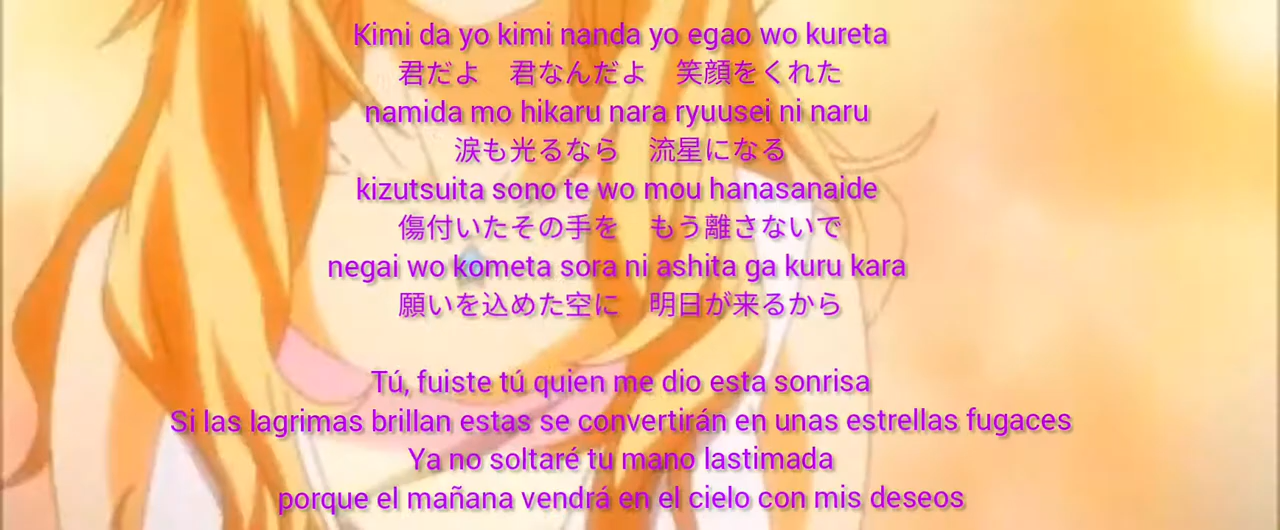 Kimi da yo kimi nanda yo egao wo kureta
君だよ　君なんだよ　笑顔をくれた
namida mo hikaru nara ryuusei ni naru
涙も光るなら　流星になる
kizutsuita sono te wo mou hanasanaide
傷付いたその手を　もう離さないで
negai wo kometa sora ni ashita ga kuru kara
願いを込めた空に　明日が来るから
Tú, fuiste tú quien me dio esta sonrisa
Si las lagrimas brillan estas se convertirán en unas estrellas fugaces
Ya no soltaré tu mano lastimada
porque el mañana vendrá en el cielo con mis deseos